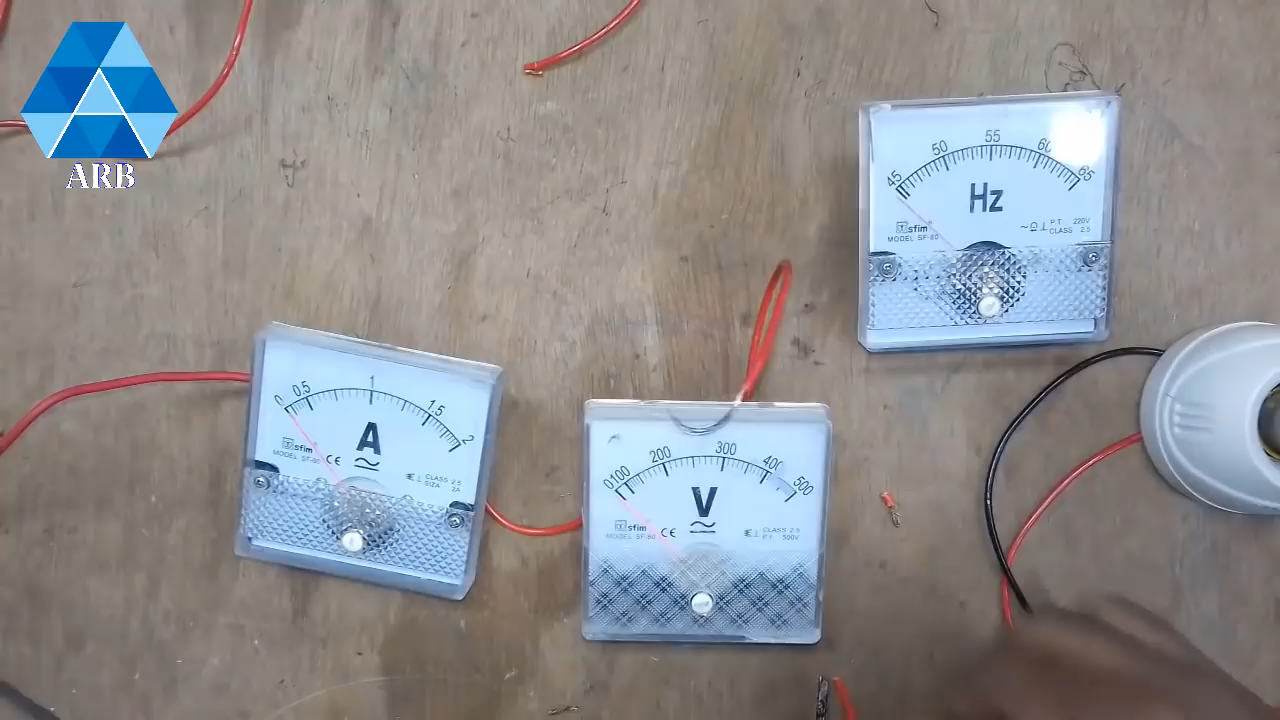 ARB
45 50 55 60 65
Hz
sfim
MODEL SF-80
P.T 220V
CLASS 2.5
0 0.5 1 1.5 2
A
sfim
MODEL SF-80
CE
CLASS 2.5
SIZA 2A
0 100 200 300 400 500
V
sfim
MODEL SF-80
CE
CLASS 2.5
P.t 500V